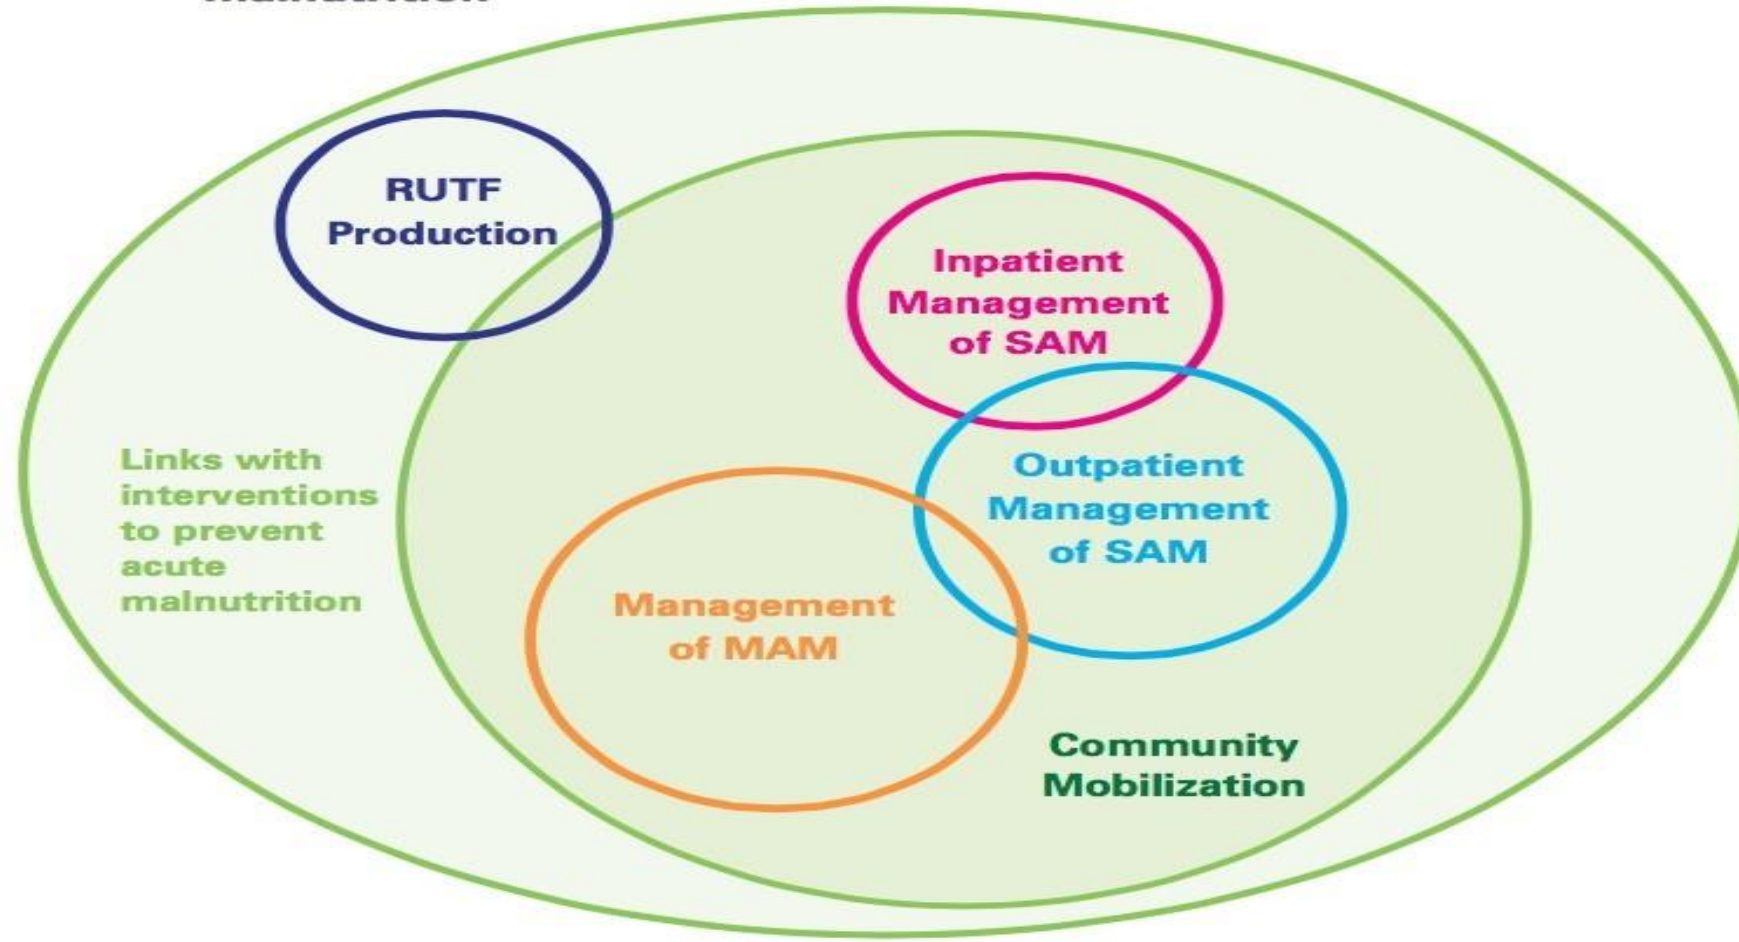 malnutrition
RUTF
Production
Inpatient
Management
of SAM
Outpatient
Management
of SAM
Links with
interventions
to prevent
acute
malnutrition
Management
of MAM
Community
Mobilization